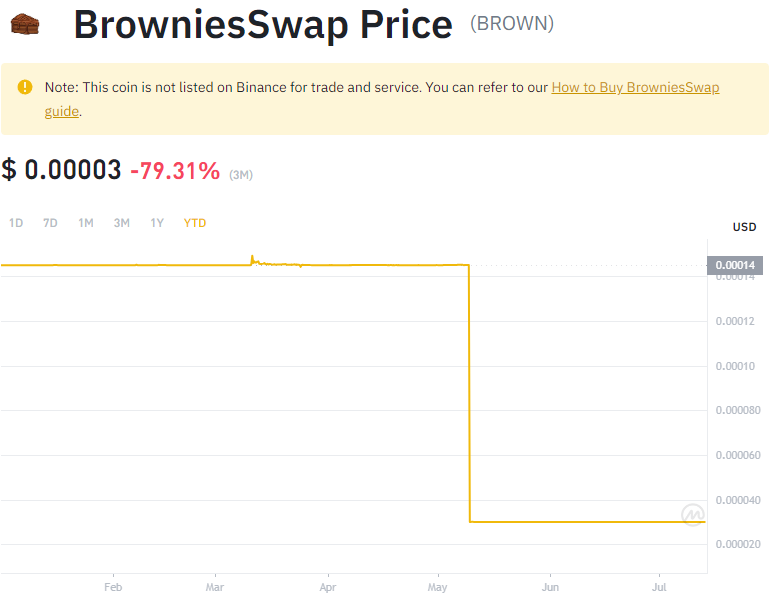 BrowniesSwap Price (BROWN)
Note: This coin is not listed on Binance for trade and service. You can refer to our How to Buy BrowniesSwap
guide.
$ 0.00003 -79.31% (3M)
1D 7D 1M 3M 1Y YTD
USD
0.00014
0.00014
0.00012
0.00010
0.000080
0.000060
0.000040
0.000020
Feb Mar Apr May Jun Jul